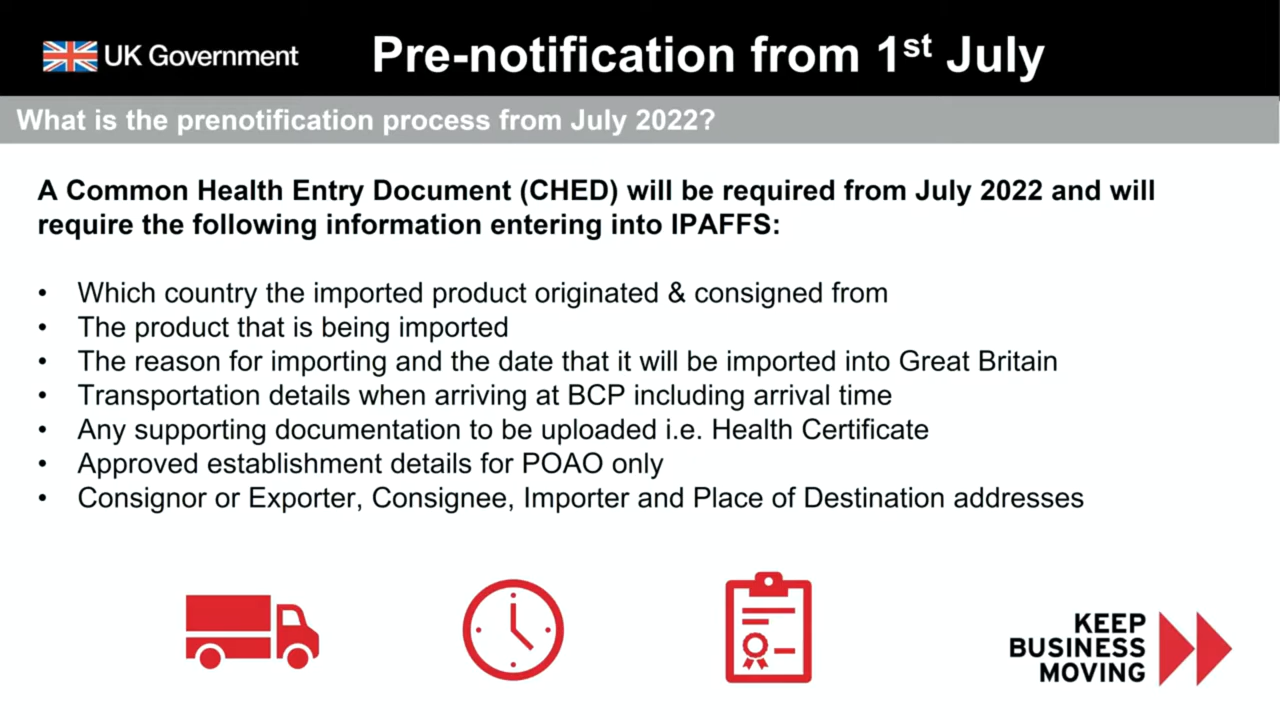 UK Government
Pre-notification from 1st July
What is the prenotification process from July 2022?
A Common Health Entry Document (CHED) will be required from July 2022 and will
require the following information entering into IPAFFS:
• Which country the imported product originated & consigned from
• The product that is being imported
• The reason for importing and the date that it will be imported into Great Britain
• Transportation details when arriving at BCP including arrival time
• Any supporting documentation to be uploaded i.e. Health Certificate
• Approved establishment details for POAO only
• Consignor or Exporter, Consignee, Importer and Place of Destination addresses
KEEP
BUSINESS
MOVING